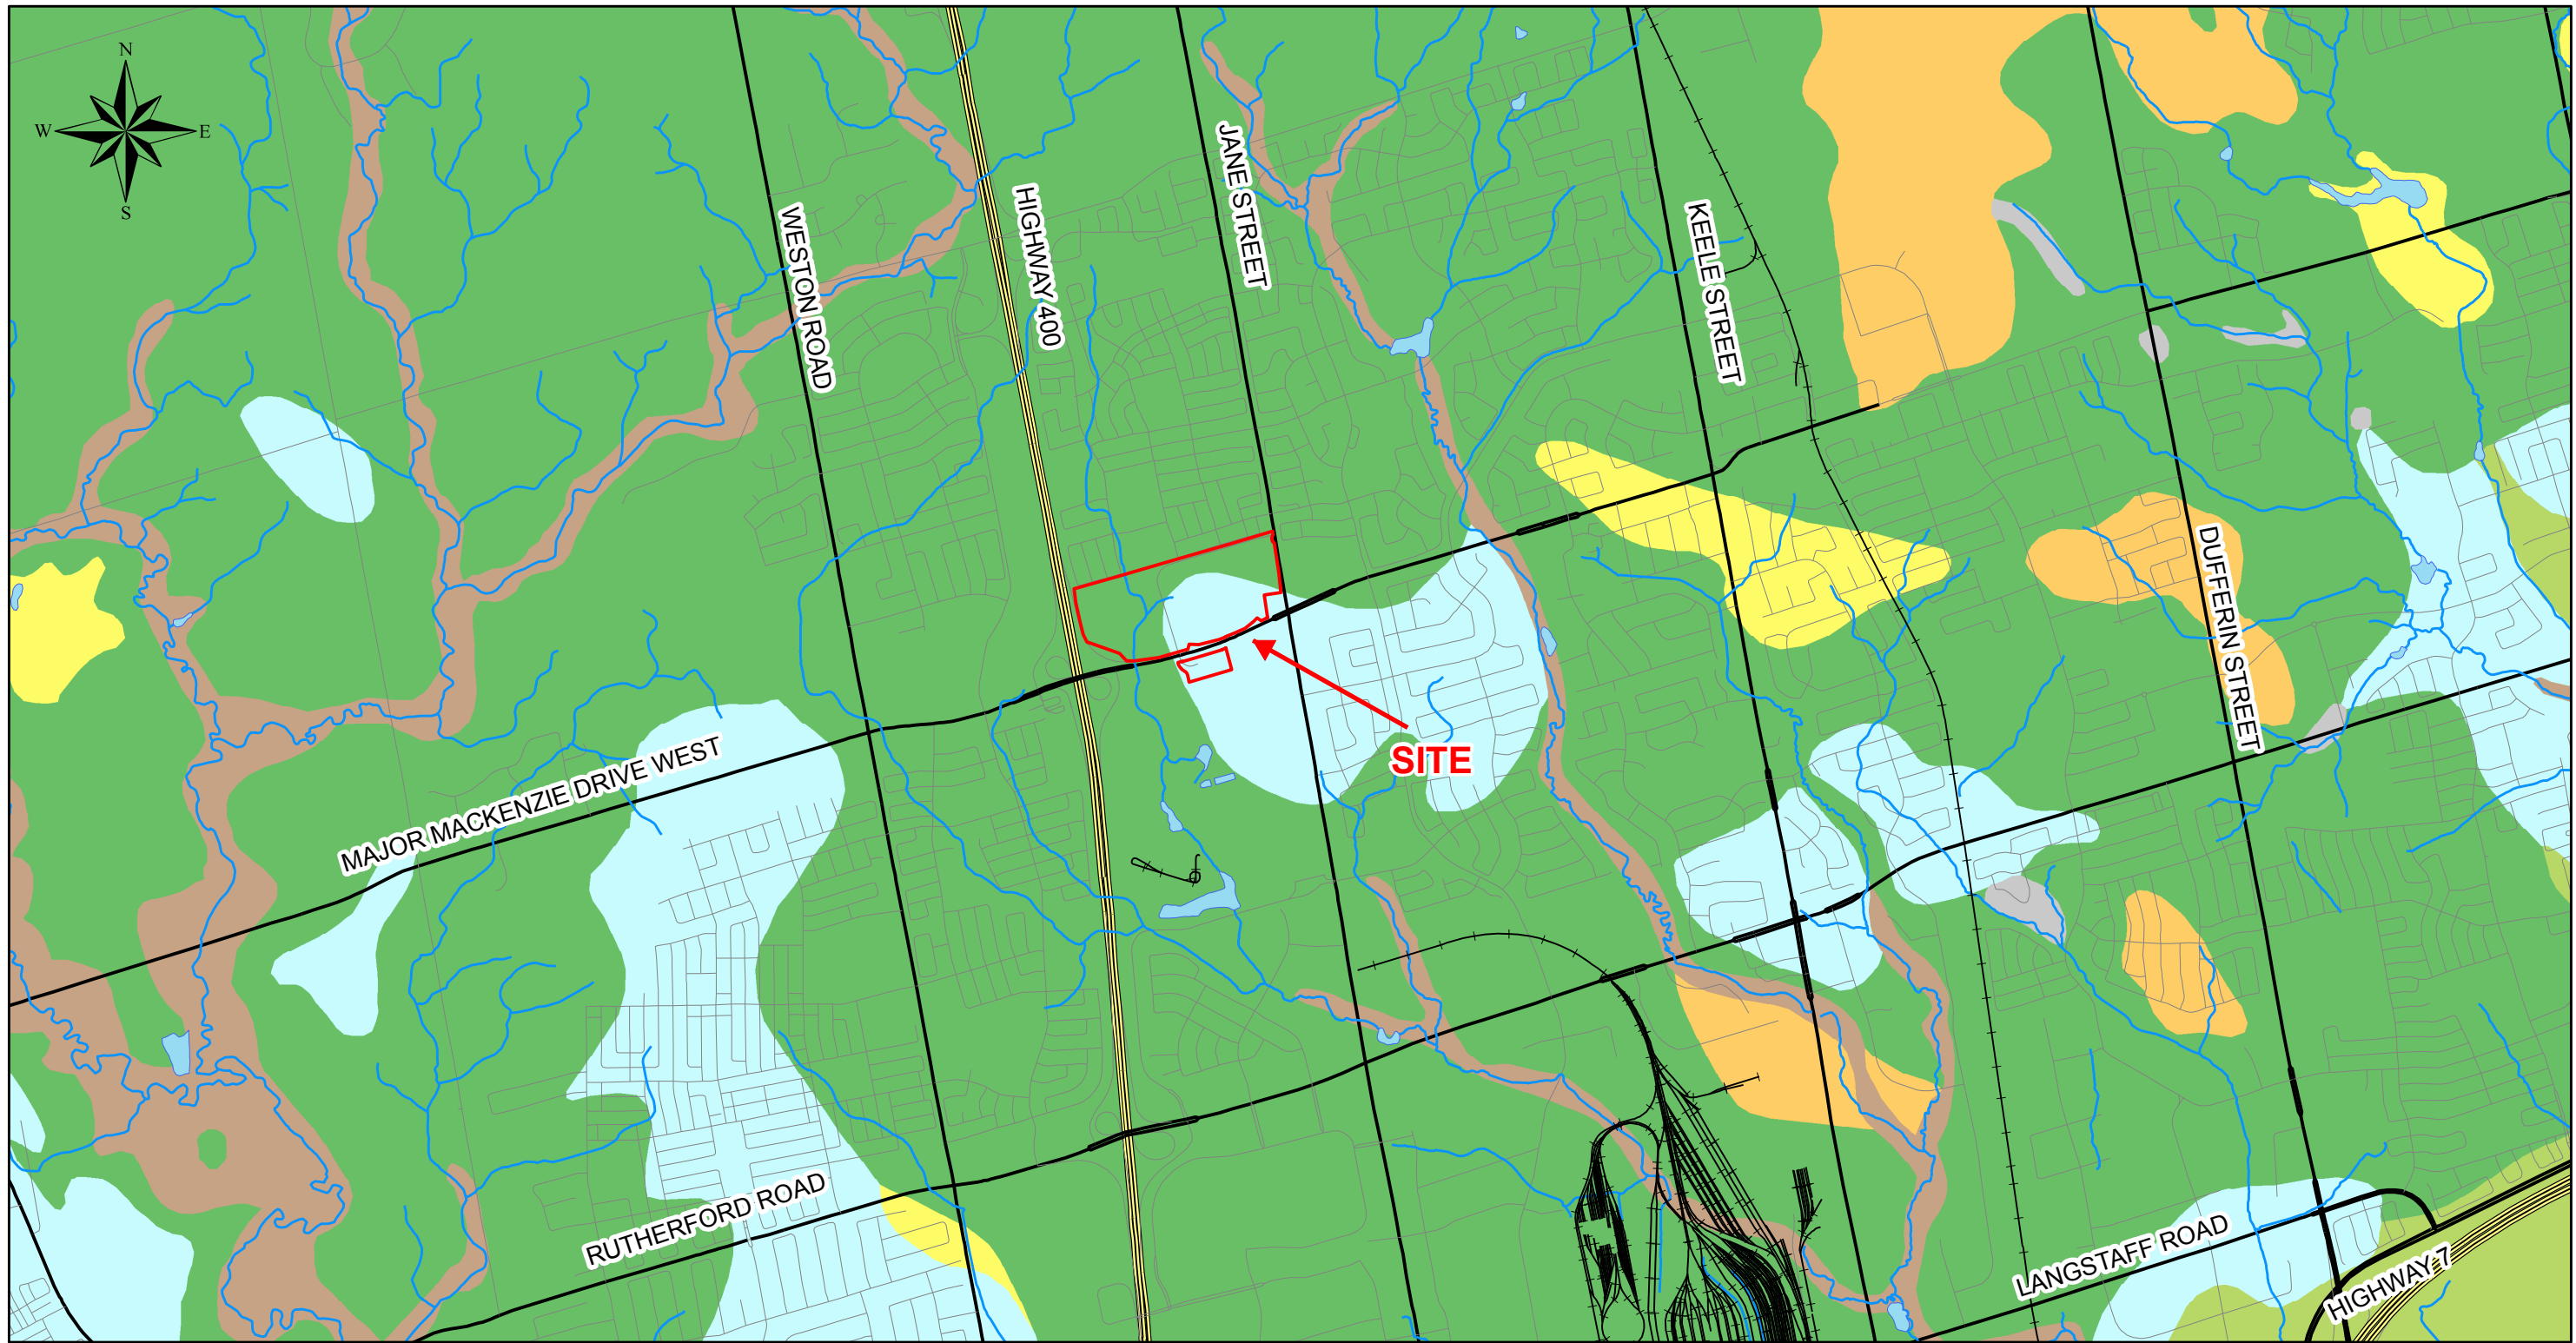 N
W
E
S
JANE STREET
HIGHWAY 400
WESTON ROAD
KEELE STREET
DUFFERIN STREET
SITE
MAJOR MACKENZIE DRIVE WEST
RUTHERFORD ROAD
LANGSTAFF ROAD
HIGHWAY 7